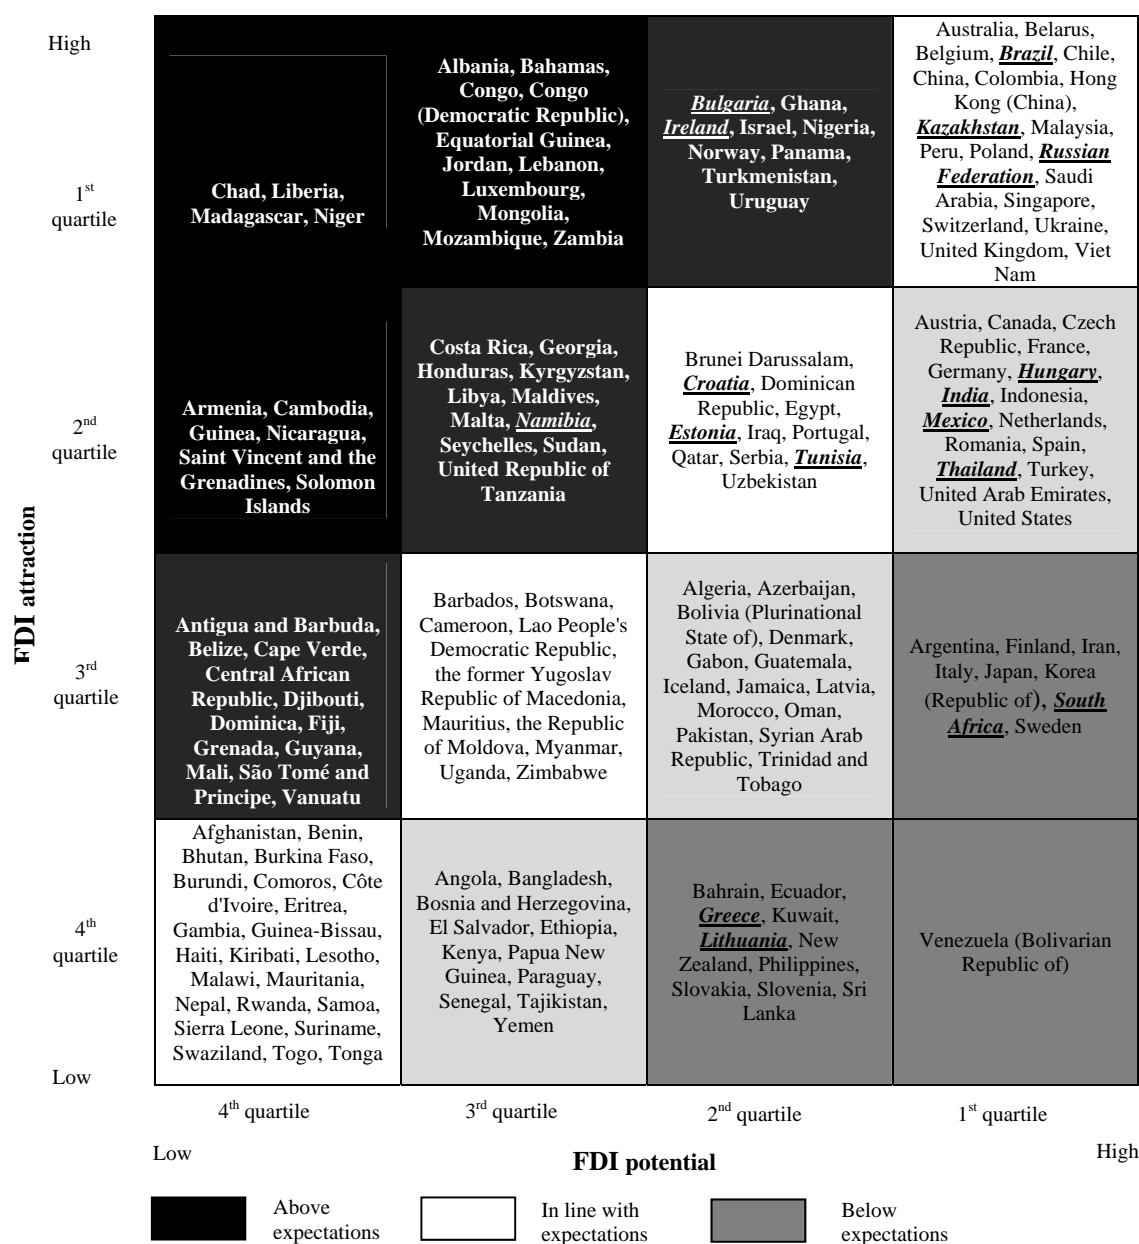 High
1st
quartile
Chad, Liberia,
Madagascar, Niger
Albania, Bahamas,
Congo, Congo
(Democratic Republic),
Equatorial Guinea,
Jordan, Lebanon,
Luxembourg,
Mongolia,
Mozambique, Zambia
Bulgaria, Ghana,
Ireland, Israel, Nigeria,
Norway, Panama,
Turkmenistan,
Uruguay
Australia, Belarus,
Belgium, Brazil, Chile,
China, Colombia, Hong
Kong (China),
Kazakhstan, Malaysia,
Peru, Poland, Russian
Federation, Saudi
Arabia, Singapore,
Switzerland, Ukraine,
United Kingdom, Viet
Nam
2nd
quartile
Armenia, Cambodia,
Guinea, Nicaragua,
Saint Vincent and the
Grenadines, Solomon
Islands
Costa Rica, Georgia,
Honduras, Kyrgyzstan,
Libya, Maldives,
Malta, Namibia,
Seychelles, Sudan,
United Republic of
Tanzania
Brunei Darussalam,
Croatia, Dominican
Republic, Egypt,
Estonia, Iraq, Portugal,
Qatar, Serbia, Tunisia,
Uzbekistan
Austria, Canada, Czech
Republic, France,
Germany, Hungary,
India, Indonesia,
Mexico, Netherlands,
Romania, Spain,
Thailand, Turkey,
United Arab Emirates,
United States
FDI attraction
3rd
quartile
Antigua and Barbuda,
Belize, Cape Verde,
Central African
Republic, Djibouti,
Dominica, Fiji,
Grenada, Guyana,
Mali, São Tomé and
Principe, Vanuatu
Barbados, Botswana,
Cameroon, Lao People's
Democratic Republic,
the former Yugoslav
Republic of Macedonia,
Mauritius, the Republic
of Moldova, Myanmar,
Uganda, Zimbabwe
Algeria, Azerbaijan,
Bolivia (Plurinational
State of), Denmark,
Gabon, Guatemala,
Iceland, Jamaica, Latvia,
Morocco, Oman,
Pakistan, Syrian Arab
Republic, Trinidad and
Tobago
Argentina, Finland, Iran,
Italy, Japan, Korea
(Republic of), South
Africa, Sweden
4th
quartile
Afghanistan, Benin,
Bhutan, Burkina Faso,
Burundi, Comoros, Côte
d'Ivoire, Eritrea,
Gambia, Guinea-Bissau,
Haiti, Kiribati, Lesotho,
Malawi, Mauritania,
Nepal, Rwanda, Samoa,
Sierra Leone, Suriname,
Swaziland, Togo, Tonga
Angola, Bangladesh,
Bosnia and Herzegovina,
El Salvador, Ethiopia,
Kenya, Papua New
Guinea, Paraguay,
Senegal, Tajikistan,
Yemen
Bahrain, Ecuador,
Greece, Kuwait,
Lithuania, New
Zealand, Philippines,
Slovakia, Slovenia, Sri
Lanka
Venezuela (Bolivarian
Republic of)
Low
4th quartile
3rd quartile
2nd quartile
1st quartile
Low
FDI potential
High
Above
expectations
In line with
expectations
Below
expectations